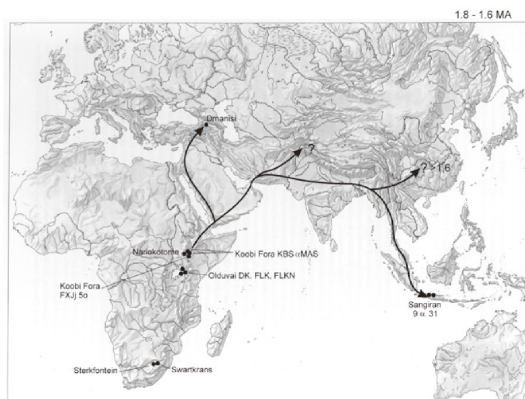 1.8 - 1.6 MA
Dmanisi
?
? >1.6
Nariokotome
Koobi Fora KBS-αMAS
Koobi Fora
FXJj 50
Olduvai DK, FLK, FLKN
Sangiran
9 α. 31
Sterkfontein
Swartkrans